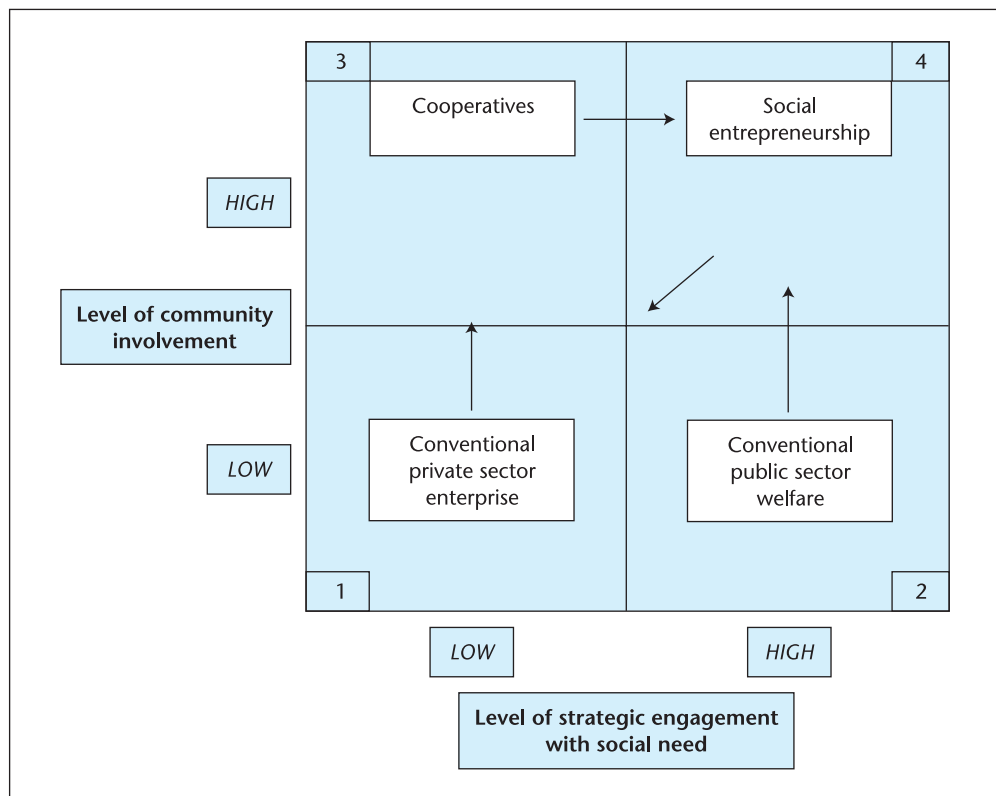 3
4
Cooperatives
Social
entrepreneurship
HIGH
Level of community
involvement
LOW
Conventional
private sector
enterprise
Conventional
public sector
welfare
1
2
LOW
HIGH
Level of strategic engagement
with social need